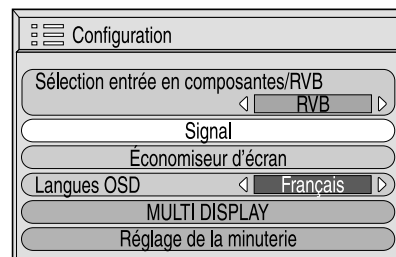 Configuration
Sélection entrée en composantes/RVB
RVB
Signal
Économiseur d'écran
Langues OSD Français
MULTI DISPLAY
Réglage de la minuterie